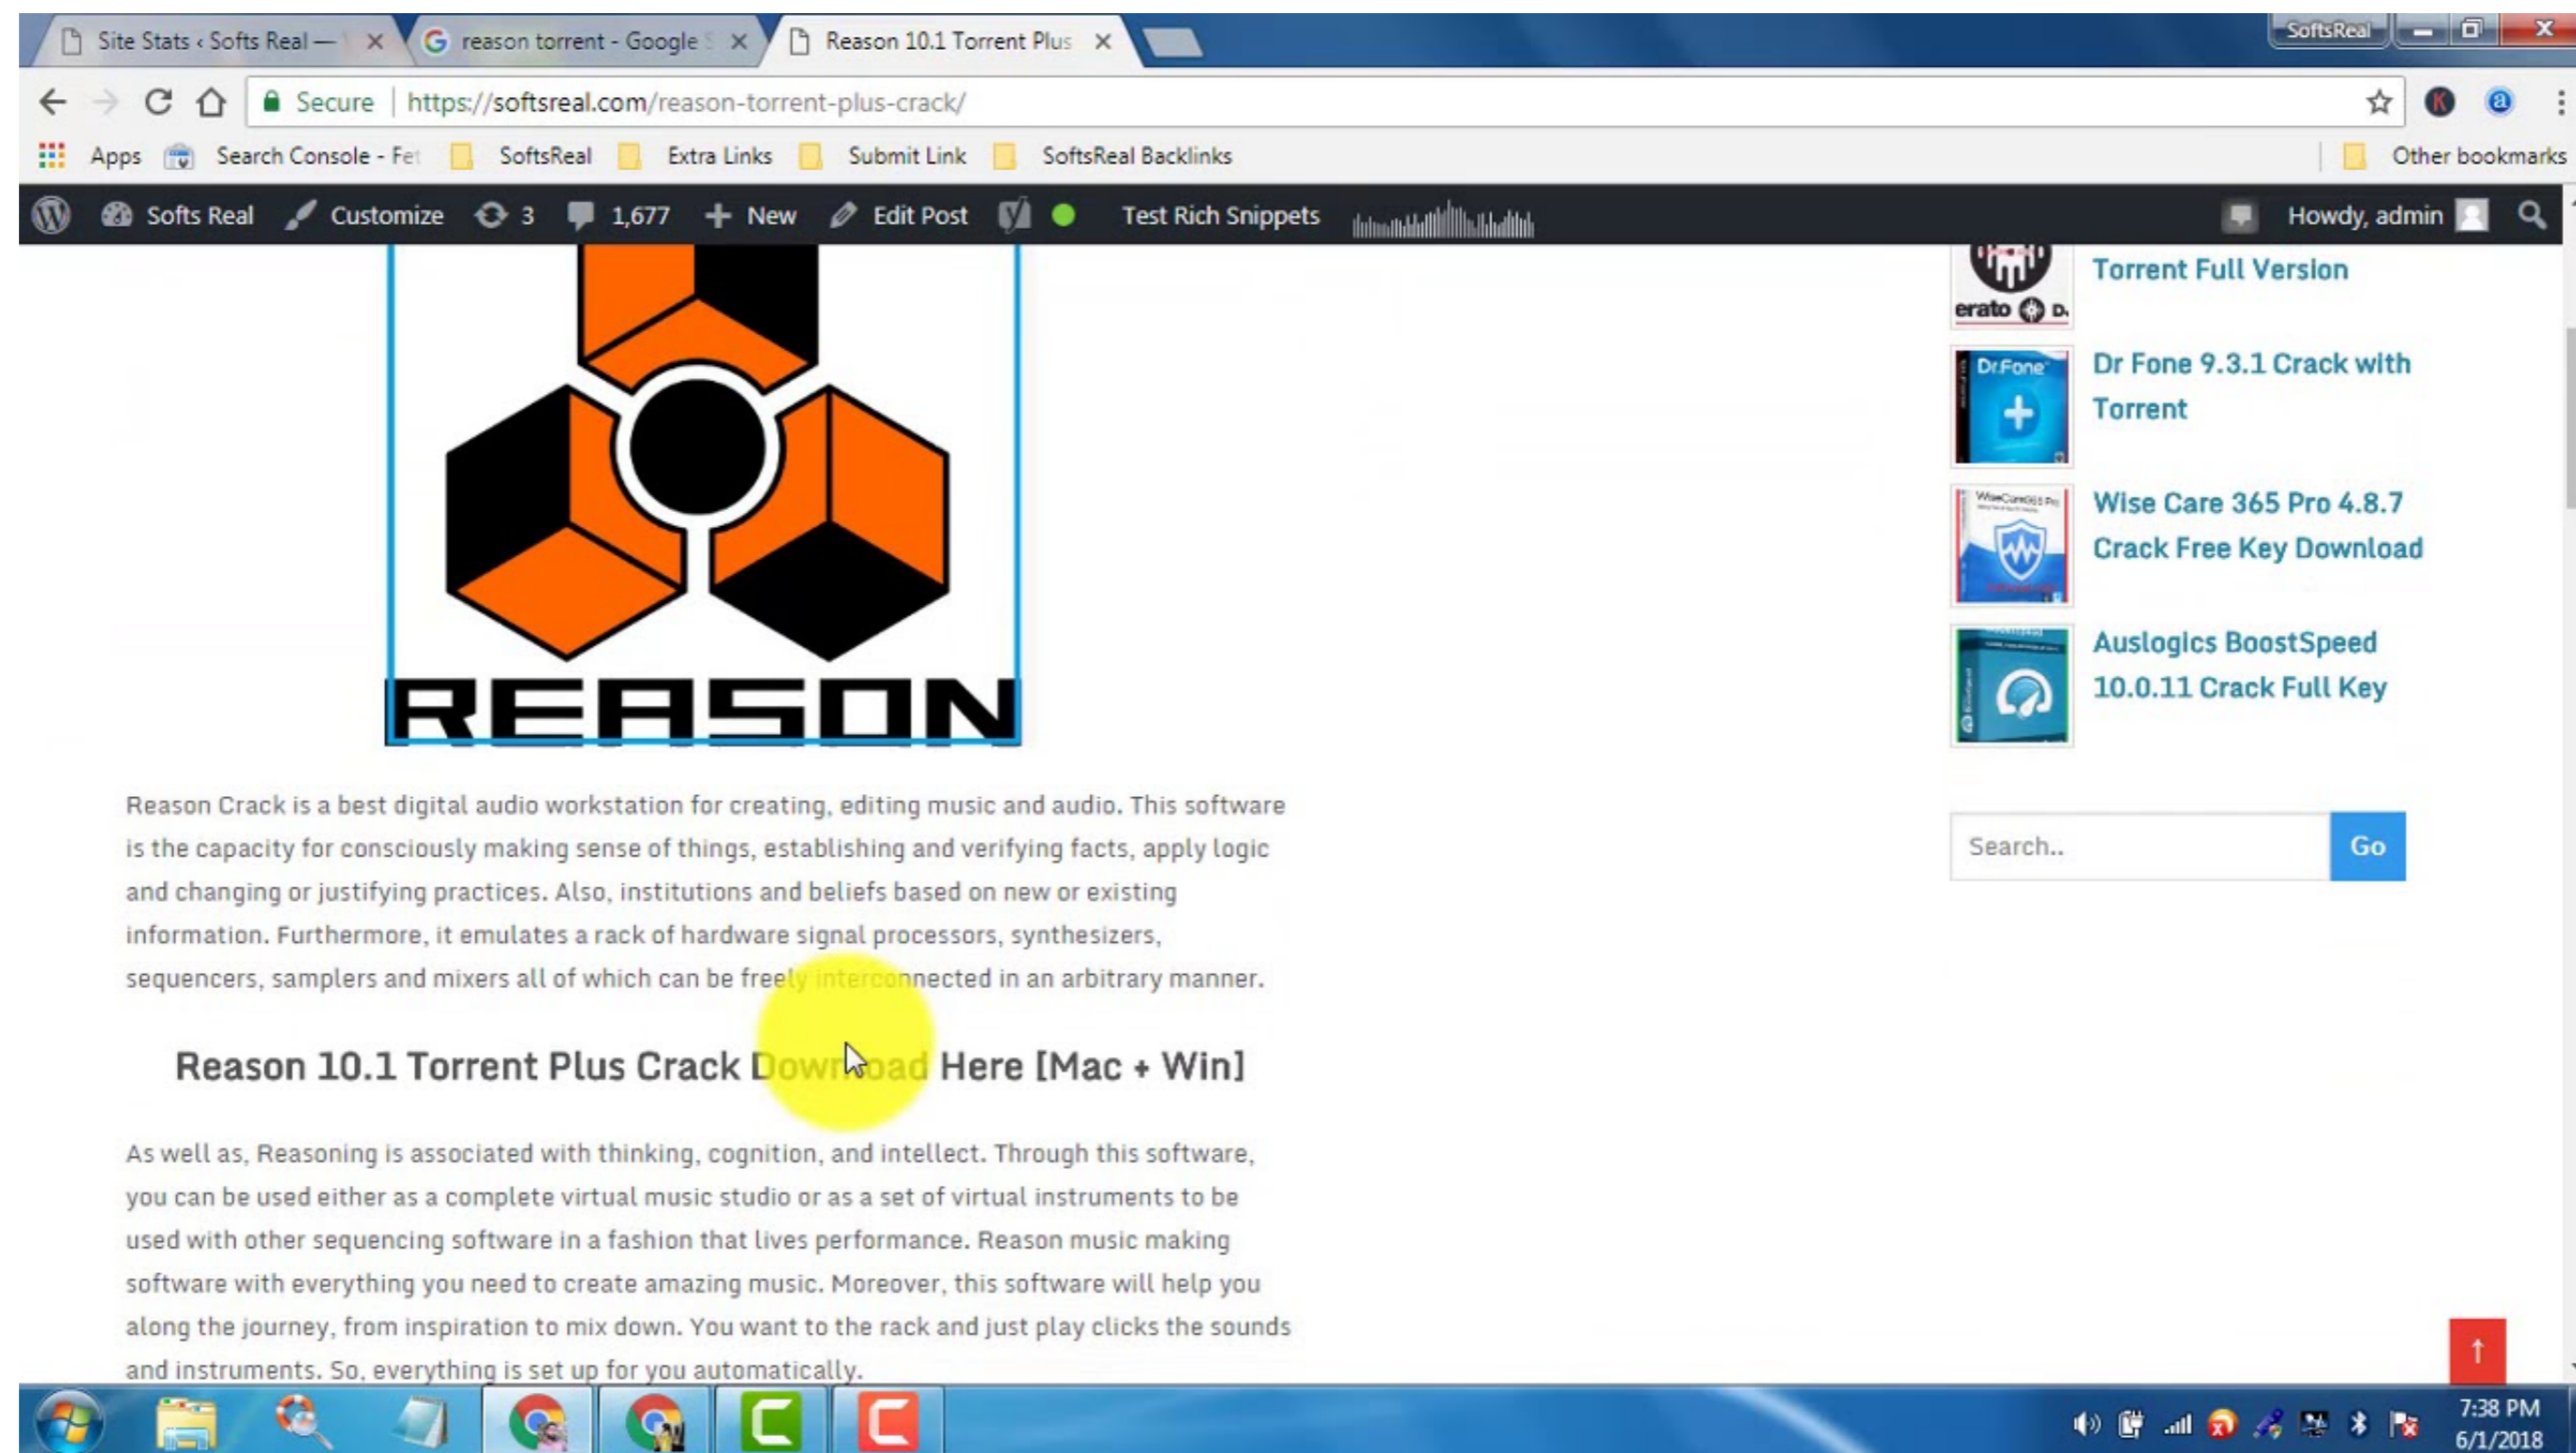 Site Stats ‹ Softs Real —
reason torrent - Google
Reason 10.1 Torrent Plus
SoftsReal
Secure
https://softsreal.com/reason-torrent-plus-crack/
Apps
Search Console - Fet
SoftsReal
Extra Links
Submit Link
SoftsReal Backlinks
Other bookmarks
Softs Real
Customize
3
1,677
New
Edit Post
Test Rich Snippets
Howdy, admin
REASON
Reason Crack is a best digital audio workstation for creating, editing music and audio. This software
is the capacity for consciously making sense of things, establishing and verifying facts, apply logic
and changing or justifying practices. Also, institutions and beliefs based on new or existing
information. Furthermore, it emulates a rack of hardware signal processors, synthesizers,
sequencers, samplers and mixers all of which can be freely interconnected in an arbitrary manner.
Reason 10.1 Torrent Plus Crack Download Here [Mac + Win]
As well as, Reasoning is associated with thinking, cognition, and intellect. Through this software,
you can be used either as a complete virtual music studio or as a set of virtual instruments to be
used with other sequencing software in a fashion that lives performance. Reason music making
software with everything you need to create amazing music. Moreover, this software will help you
along the journey, from inspiration to mix down. You want to the rack and just play clicks the sounds
and instruments. So, everything is set up for you automatically.
erato DJ
Torrent Full Version
Dr.Fone
Dr Fone 9.3.1 Crack with
Torrent
WiseCare365 Pro
Wise Care 365 Pro 4.8.7
Crack Free Key Download
Auslogics BoostSpeed
10.0.11 Crack Full Key
Search..
Go
7:38 PM
6/1/2018